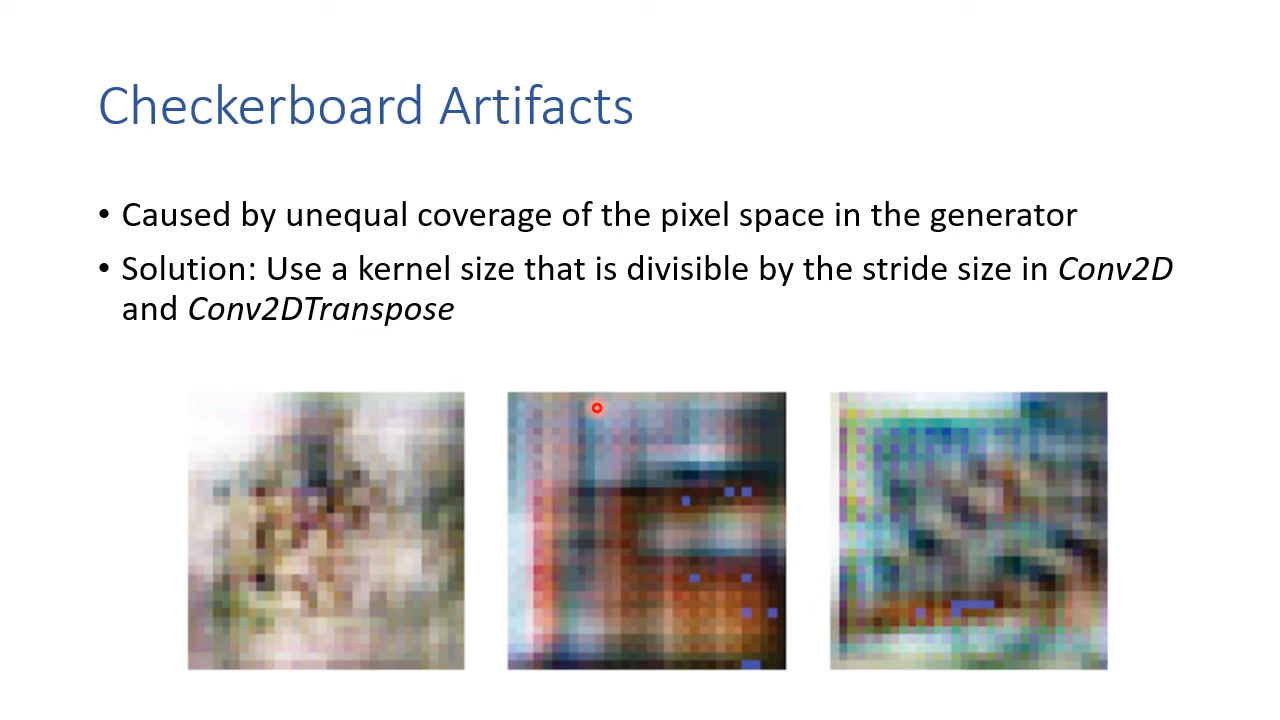 Checkerboard Artifacts
• Caused by unequal coverage of the pixel space in the generator
• Solution: Use a kernel size that is divisible by the stride size in Conv2D
and Conv2DTranspose